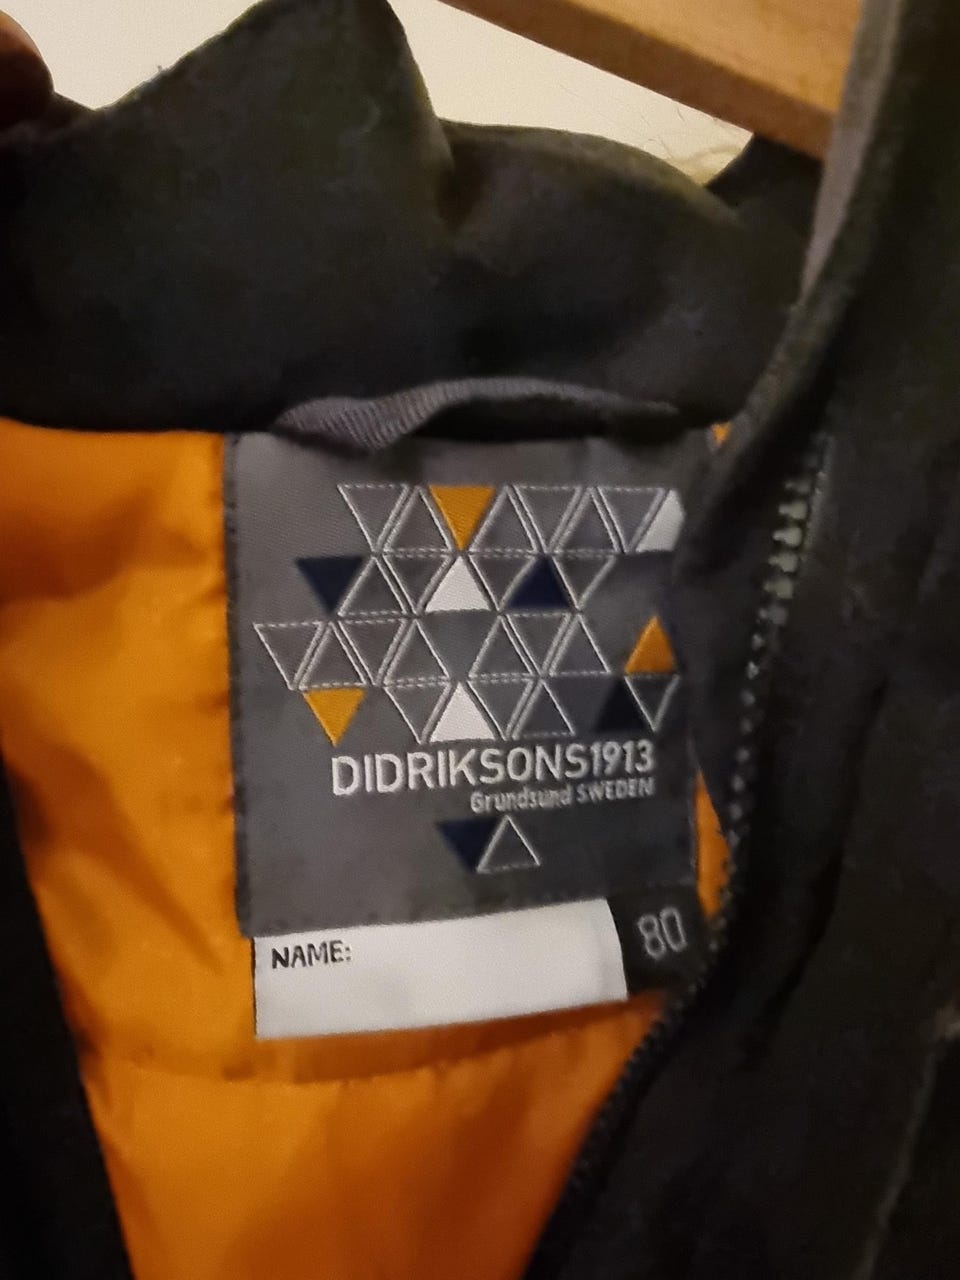 DIDRIKSONS1913
Grundsund SWEDEN
NAME:
80